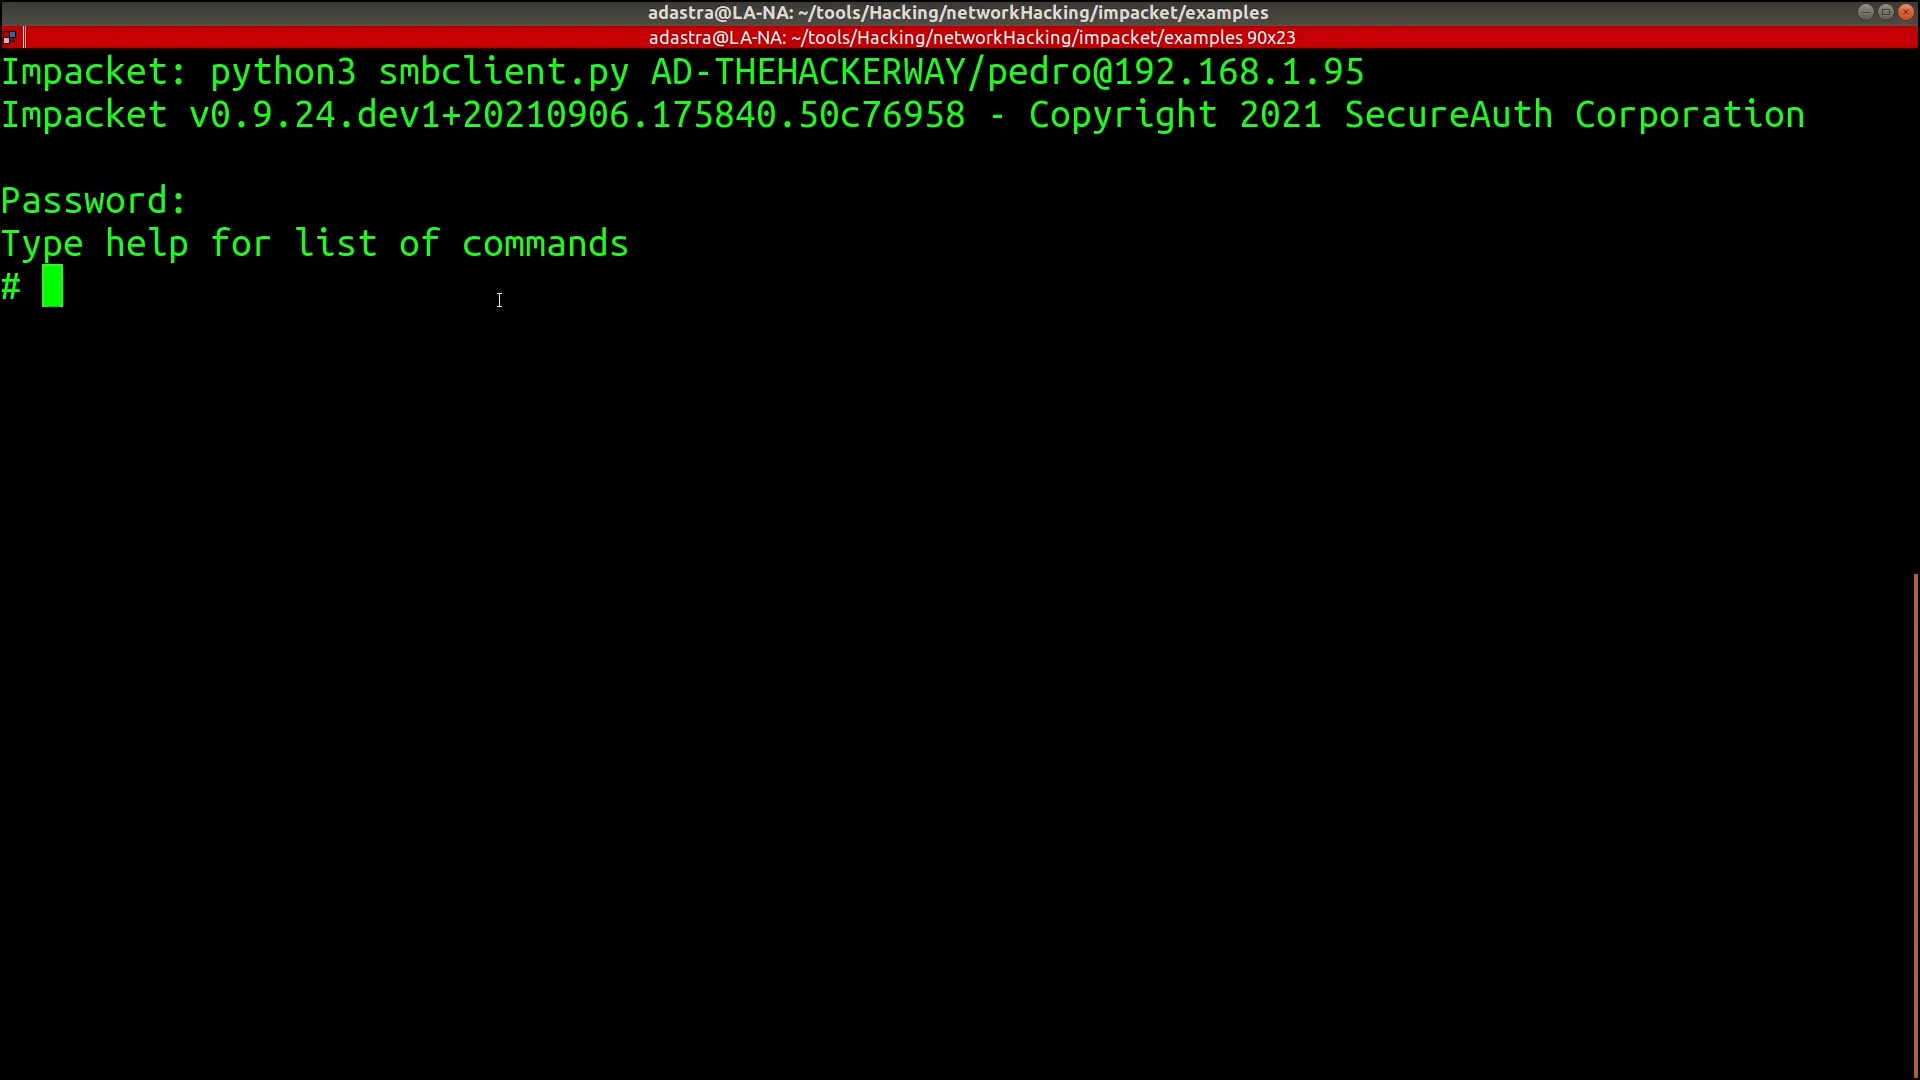 adastra@LA-NA: ~/tools/Hacking/networkHacking/impacket/examples
adastra@LA-NA: ~/tools/Hacking/networkHacking/impacket/examples 90x23
Impacket: python3 smbclient.py AD-THEHACKERWAY/pedro@192.168.1.95
Impacket v0.9.24.dev1+20210906.175840.50c76958 - Copyright 2021 SecureAuth Corporation
Password:
Type help for list of commands
#